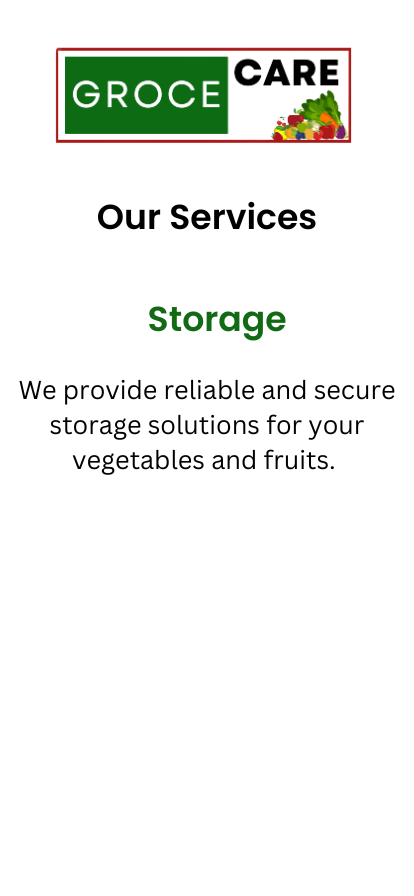 GROCE CARE
Our Services
Storage
We provide reliable and secure
storage solutions for your
vegetables and fruits.